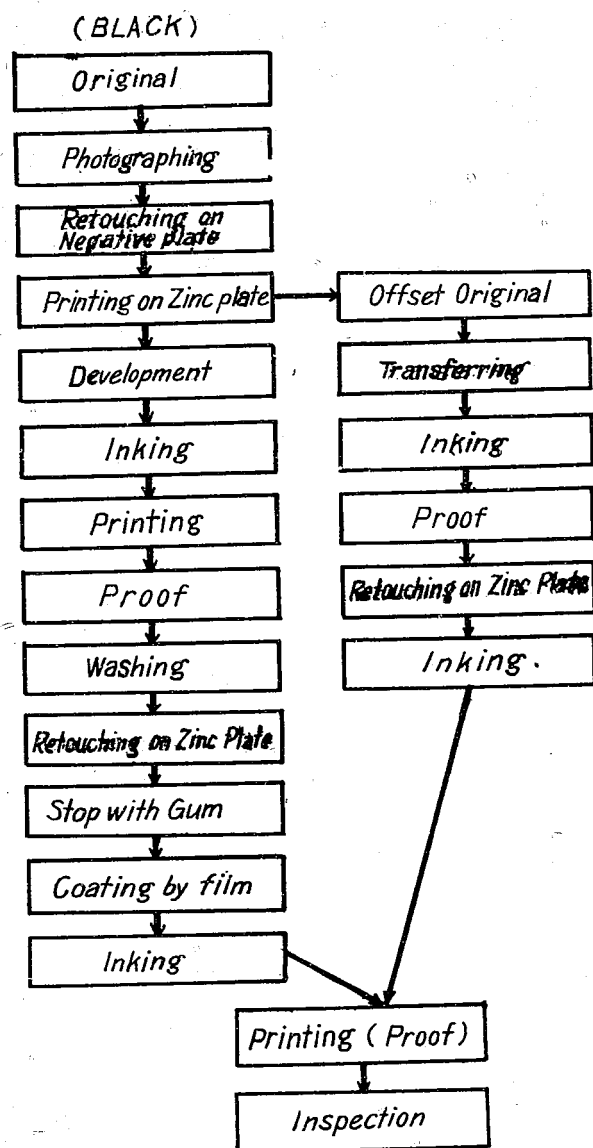 (BLACK)
Original
Photographing
Retouching on
Negative plate
Printing on Zinc plate
Development
Inking
Printing
Proof
Washing
Retouching on Zinc Plate
Stop with Gum
Coating by film
Inking
Offset Original
Transferring
Inking
Proof
Retouching on Zinc Plate
Inking.
Printing (Proof)
Inspection